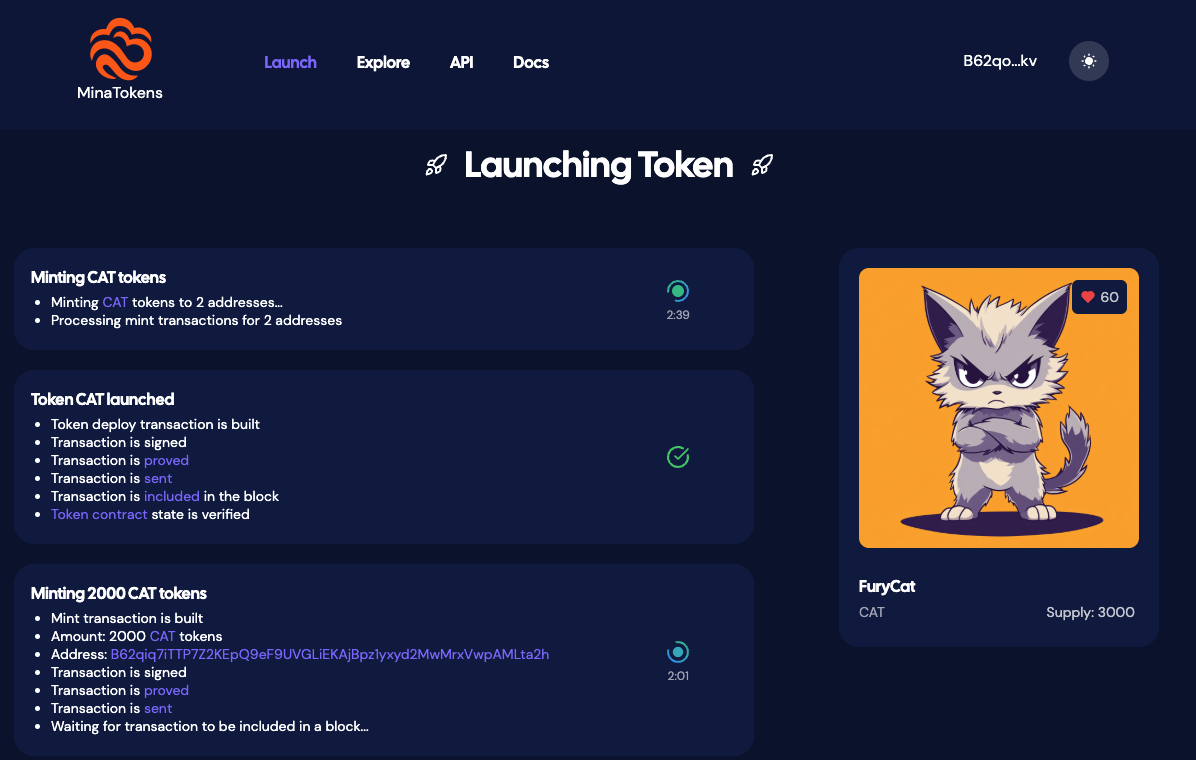 MinaTokens
Launch
Explore
API
Docs
B62qo...kv
Launching Token
Minting CAT tokens
Minting CAT tokens to 2 addresses...
Processing mint transactions for 2 addresses
2:39
Token CAT launched
Token deploy transaction is built
Transaction is signed
Transaction is proved
Transaction is sent
Transaction is included in the block
Token contract state is verified
Minting 2000 CAT tokens
Mint transaction is built
Amount: 2000 CAT tokens
Address: B62qiq7iTTP7Z2KEpQ9eF9UVGLiEKAjBpz1yxyd2MwMrxVwpAMLta2h
Transaction is signed
Transaction is proved
Transaction is sent
Waiting for transaction to be included in a block...
2:01
60
FuryCat
CAT
Supply: 3000